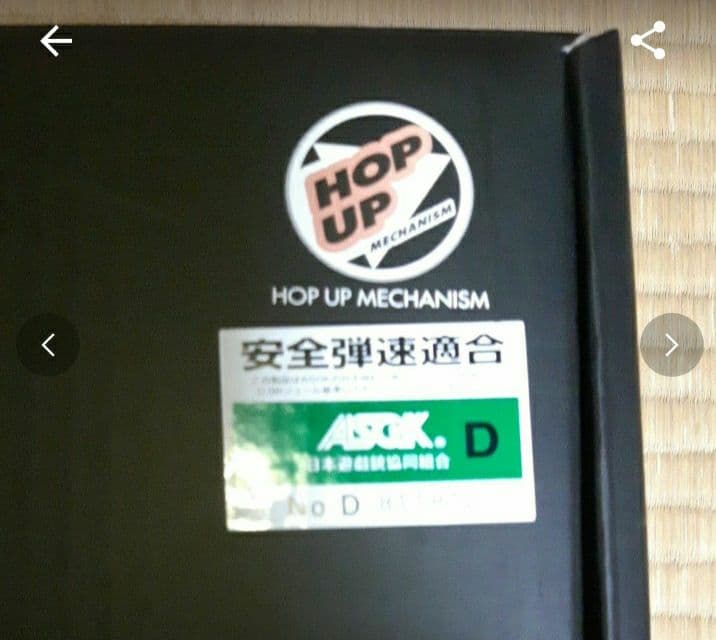 HOP
UP
MECHANISM
HOP UP MECHANISM
安全弾速適合
ASGK. D
日本遊戯銃協同組合
No D